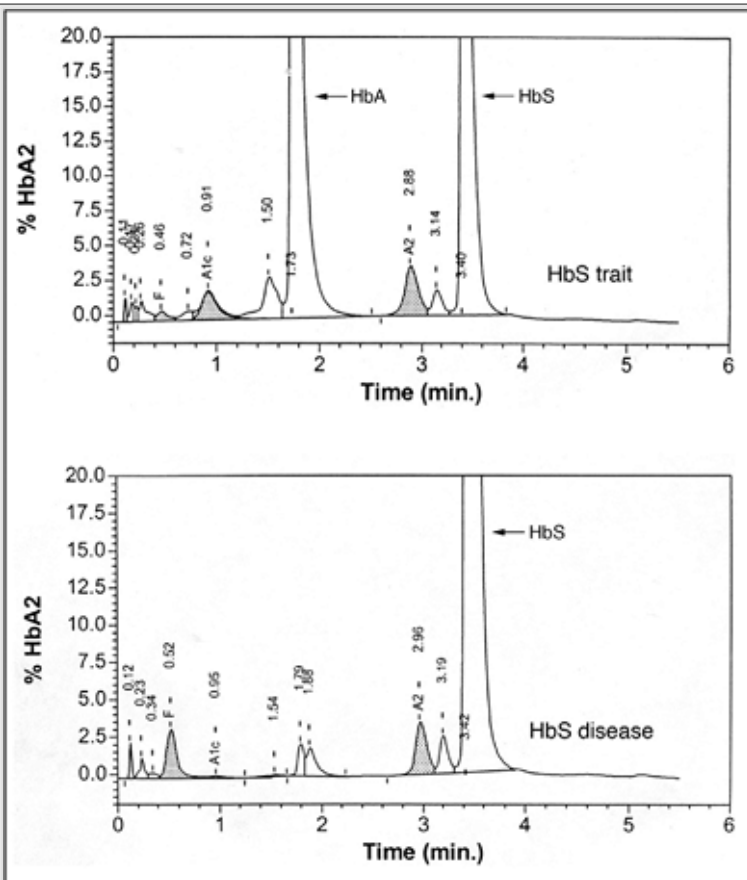 20.0
17.5
15.0
12.5
10.0
7.5
5.0
2.5
0.0
% HbA2
0.26
0.46
F
0.72
0.91
A1c
1.50
1.73
HbA
2.88
A2
3.14
3.40
HbS
HbS trait
0 1 2 3 4 5 6
Time (min.)
20.0
17.5
15.0
12.5
10.0
7.5
5.0
2.5
0.0
% HbA2
0.12
0.23
0.34
0.52
F
0.95
A1c
1.54
1.79
1.88
2.96
A2
3.19
3.42
HbS
HbS disease
0 1 2 3 4 5 6
Time (min.)